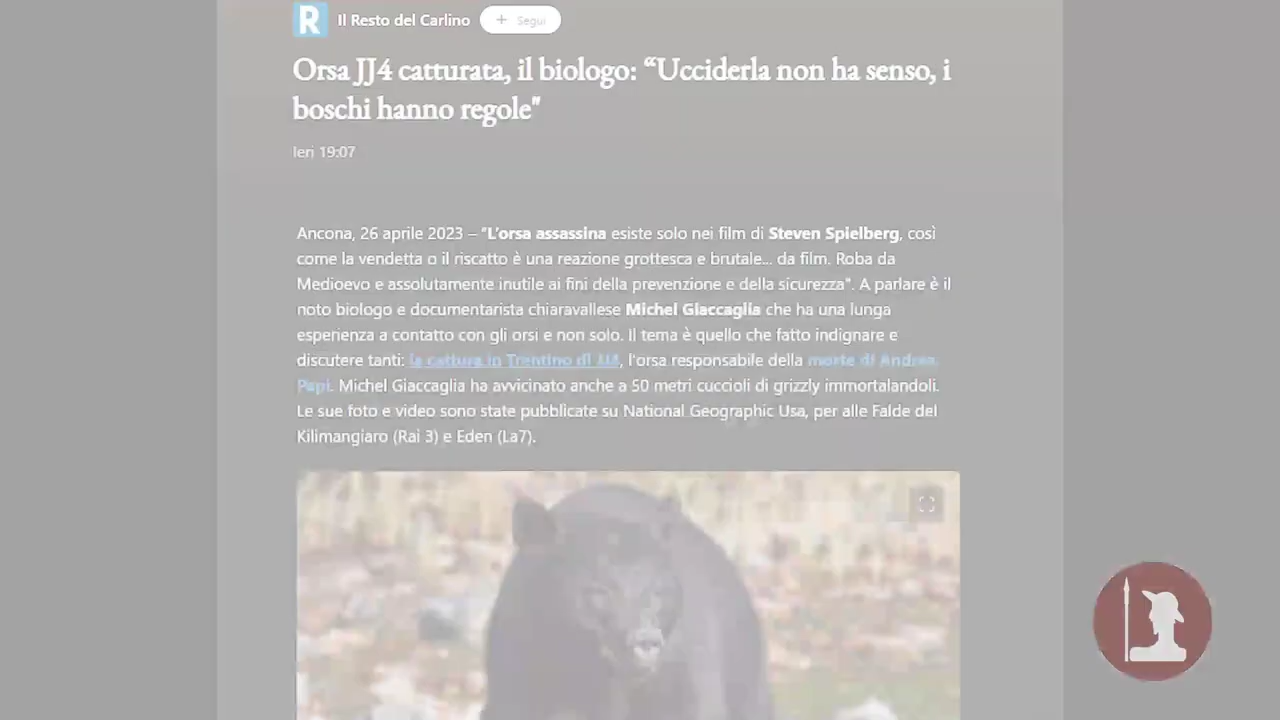 R Il Resto del Carlino + Segui
Orsa JJ4 catturata, il biologo: “Ucciderla non ha senso, i
boschi hanno regole"
Ieri 19:07
Ancona, 26 aprile 2023 – "L’orsa assassina esiste solo nei film di Steven Spielberg, così
come la vendetta o il riscatto è una reazione grottesca e brutale... da film. Roba da
Medioevo e assolutamente inutile ai fini della prevenzione e della sicurezza". A parlare è il
noto biologo e documentarista chiaravallese Michel Giaccaglia che ha una lunga
esperienza a contatto con gli orsi e non solo. Il tema è quello che fatto indignare e
discutere tanti: la cattura in Trentino di JJ4, l'orsa responsabile della morte di Andrea
Papi. Michel Giaccaglia ha avvicinato anche a 50 metri cuccioli di grizzly immortalandoli.
Le sue foto e video sono state pubblicate su National Geographic Usa, per alle Falde del
Kilimangiaro (Rai 3) e Eden (La7).